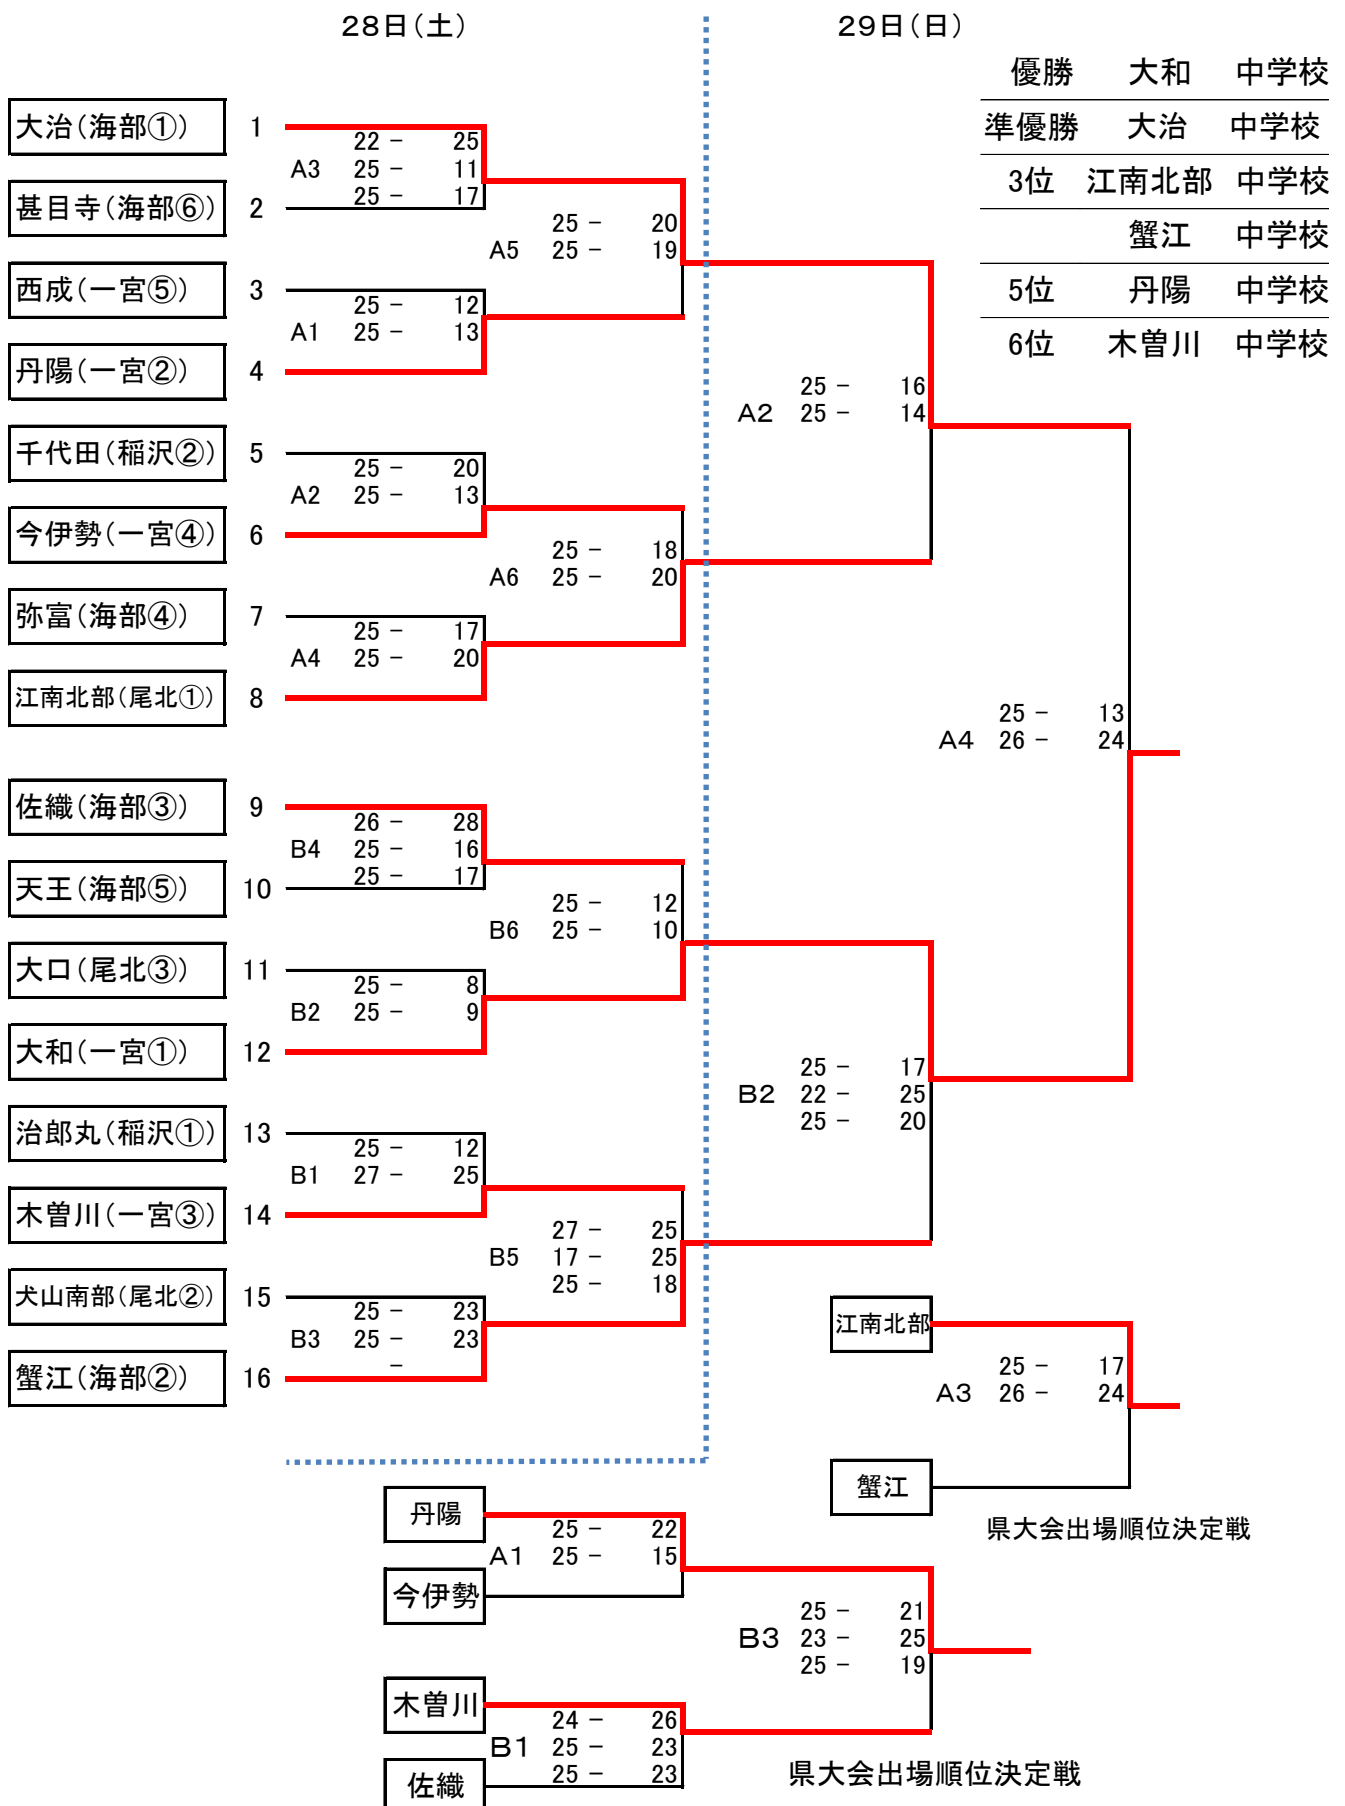 28日(土)
29日(日)
優勝 大和 中学校
準優勝 大治 中学校
3位 江南北部 中学校
蟹江 中学校
5位 丹陽 中学校
6位 木曽川 中学校
大治(海部①) 1
22 − 25
A3 25 − 11
25 − 17
甚目寺(海部⑥) 2
25 − 20
A5 25 − 19
西成(一宮⑤) 3
25 − 12
A1 25 − 13
丹陽(一宮②) 4
25 − 16
A2 25 − 14
千代田(稲沢②) 5
25 − 20
A2 25 − 13
今伊勢(一宮④) 6
25 − 18
A6 25 − 20
弥富(海部④) 7
25 − 17
A4 25 − 20
江南北部(尾北①) 8
25 − 13
A4 26 − 24
佐織(海部③) 9
26 − 28
B4 25 − 16
25 − 17
天王(海部⑤) 10
25 − 12
B6 25 − 10
大口(尾北③) 11
25 − 8
B2 25 − 9
大和(一宮①) 12
25 − 17
B2 22 − 25
25 − 20
治郎丸(稲沢①) 13
25 − 12
B1 27 − 25
木曽川(一宮③) 14
27 − 25
B5 17 − 25
25 − 18
犬山南部(尾北②) 15
25 − 23
B3 25 − 23
−
蟹江(海部②) 16
江南北部
25 − 17
A3 26 − 24
蟹江
県大会出場順位決定戦
丹陽
25 − 22
A1 25 − 15
今伊勢
25 − 21
B3 23 − 25
25 − 19
木曽川
24 − 26
B1 25 − 23
25 − 23
佐織
県大会出場順位決定戦